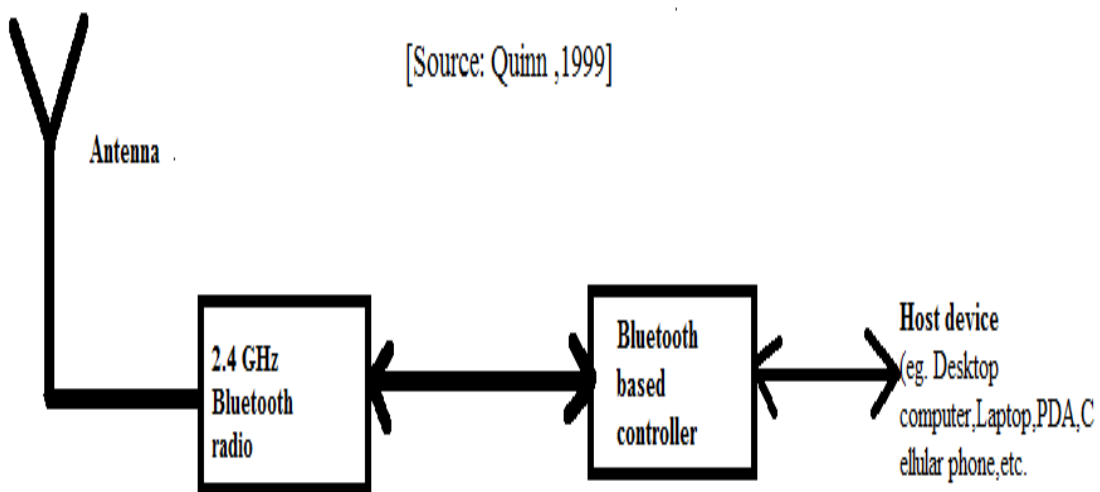 [Source: Quinn ,1999]
Antenna
2.4 GHz
Bluetooth
radio
Bluetooth
based
controller
Host device
(eg. Desktop
computer,Laptop,PDA,C
ellular phone,etc.